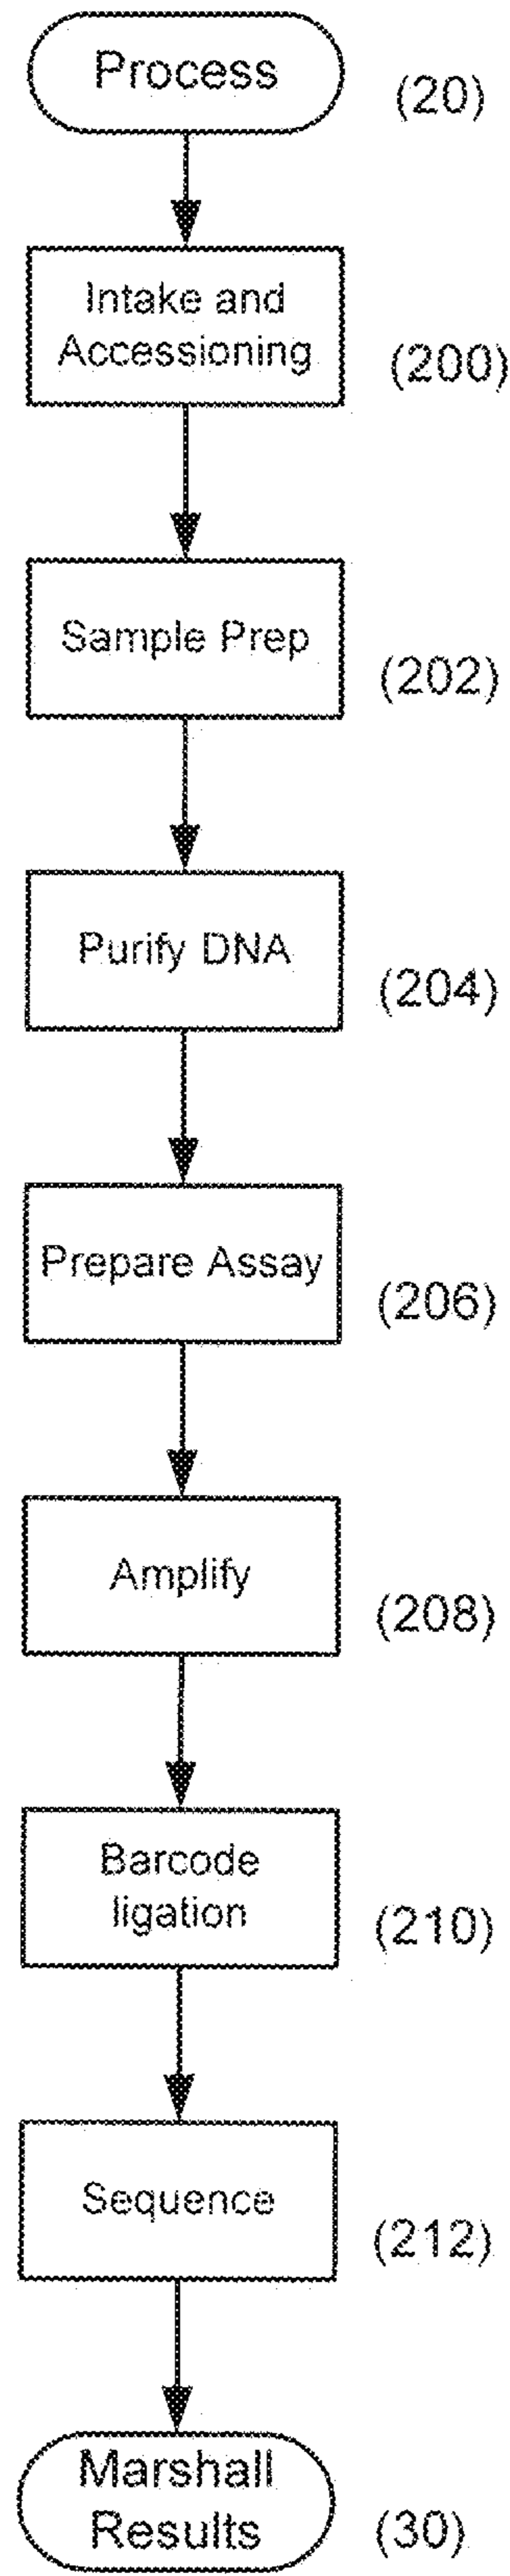 Process
(20)
Intake and
Accessioning
(200)
Sample Prep
(202)
Purify DNA
(204)
Prepare Assay
(206)
Amplify
(208)
Barcode
ligation
(210)
Sequence
(212)
Marshall
Results
(30)